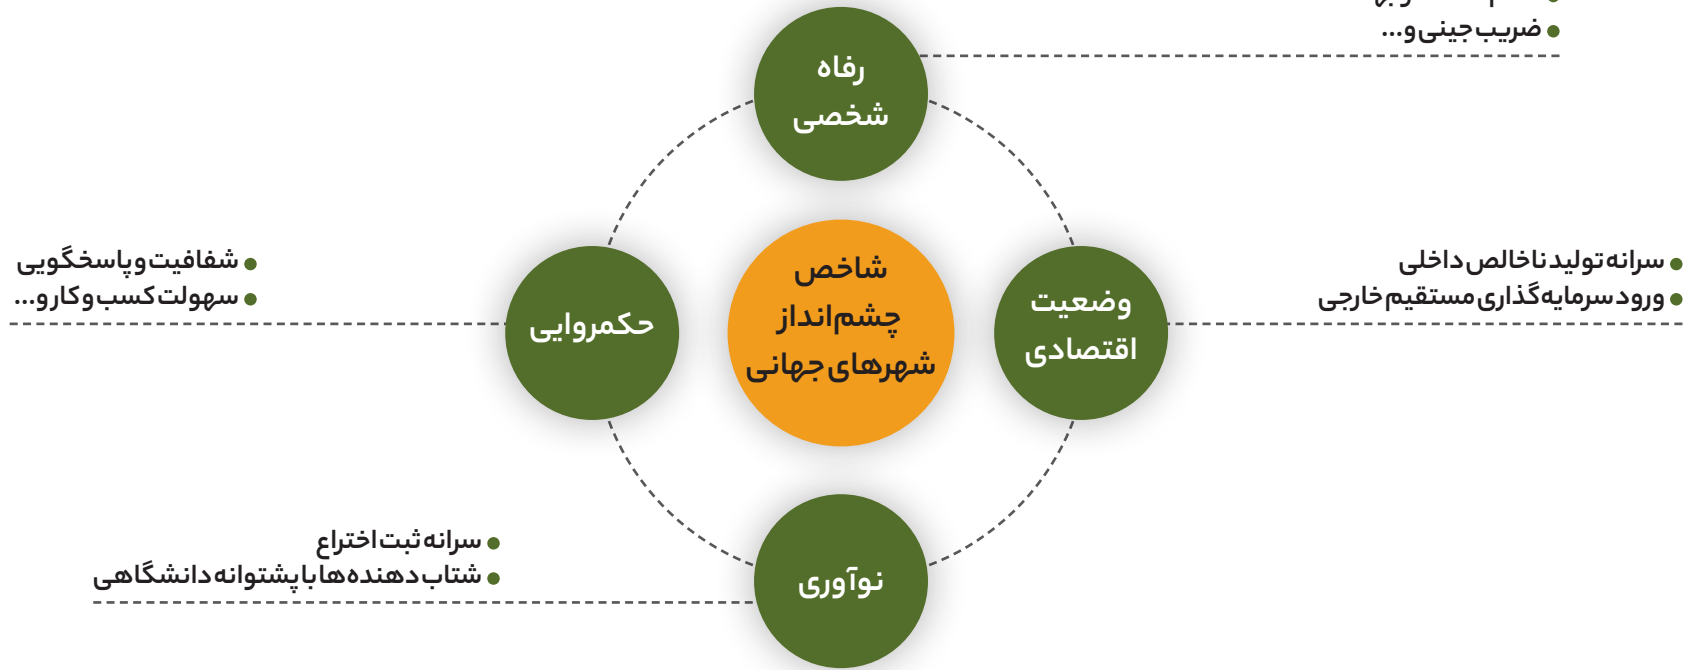 ضریب جینی و...
رفاه
شخصی
شفافیت و پاسخگویی
سهولت کسب و کار و...
سرانه تولید ناخالص داخلی
ورود سرمایه‌گذاری مستقیم خارجی
شاخص
چشم‌انداز
شهرهای جهانی
وضعیت
اقتصادی
حکمروایی
سرانه ثبت اختراع
شتاب‌دهنده‌ها با پشتوانه دانشگاهی
نوآوری